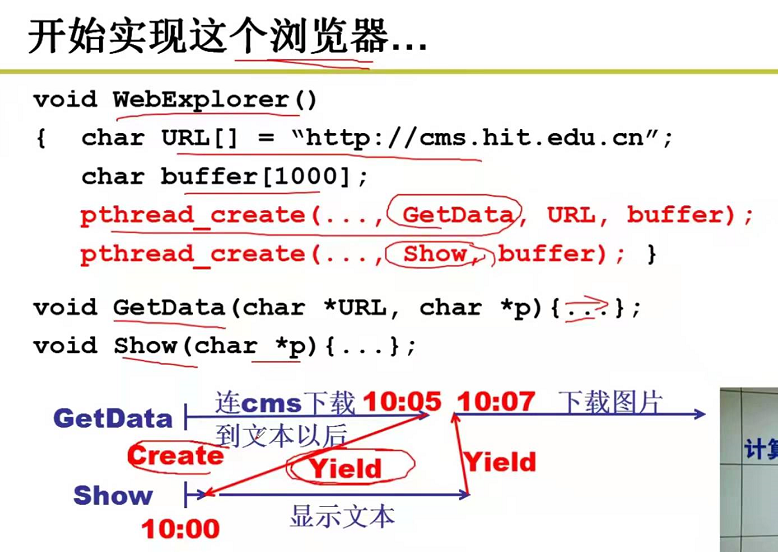 开始实现这个浏览器…
void WebExplorer()
{ char URL[] = “http://cms.hit.edu.cn”;
char buffer[1000];
pthread_create(..., GetData, URL, buffer);
pthread_create(..., Show, buffer); }
void GetData(char *URL, char *p){...};
void Show(char *p){...};
GetData
连cms下载
到文本以后
10:05
10:07
下载图片
Create
Yield
Yield
Show
10:00
显示文本
计算